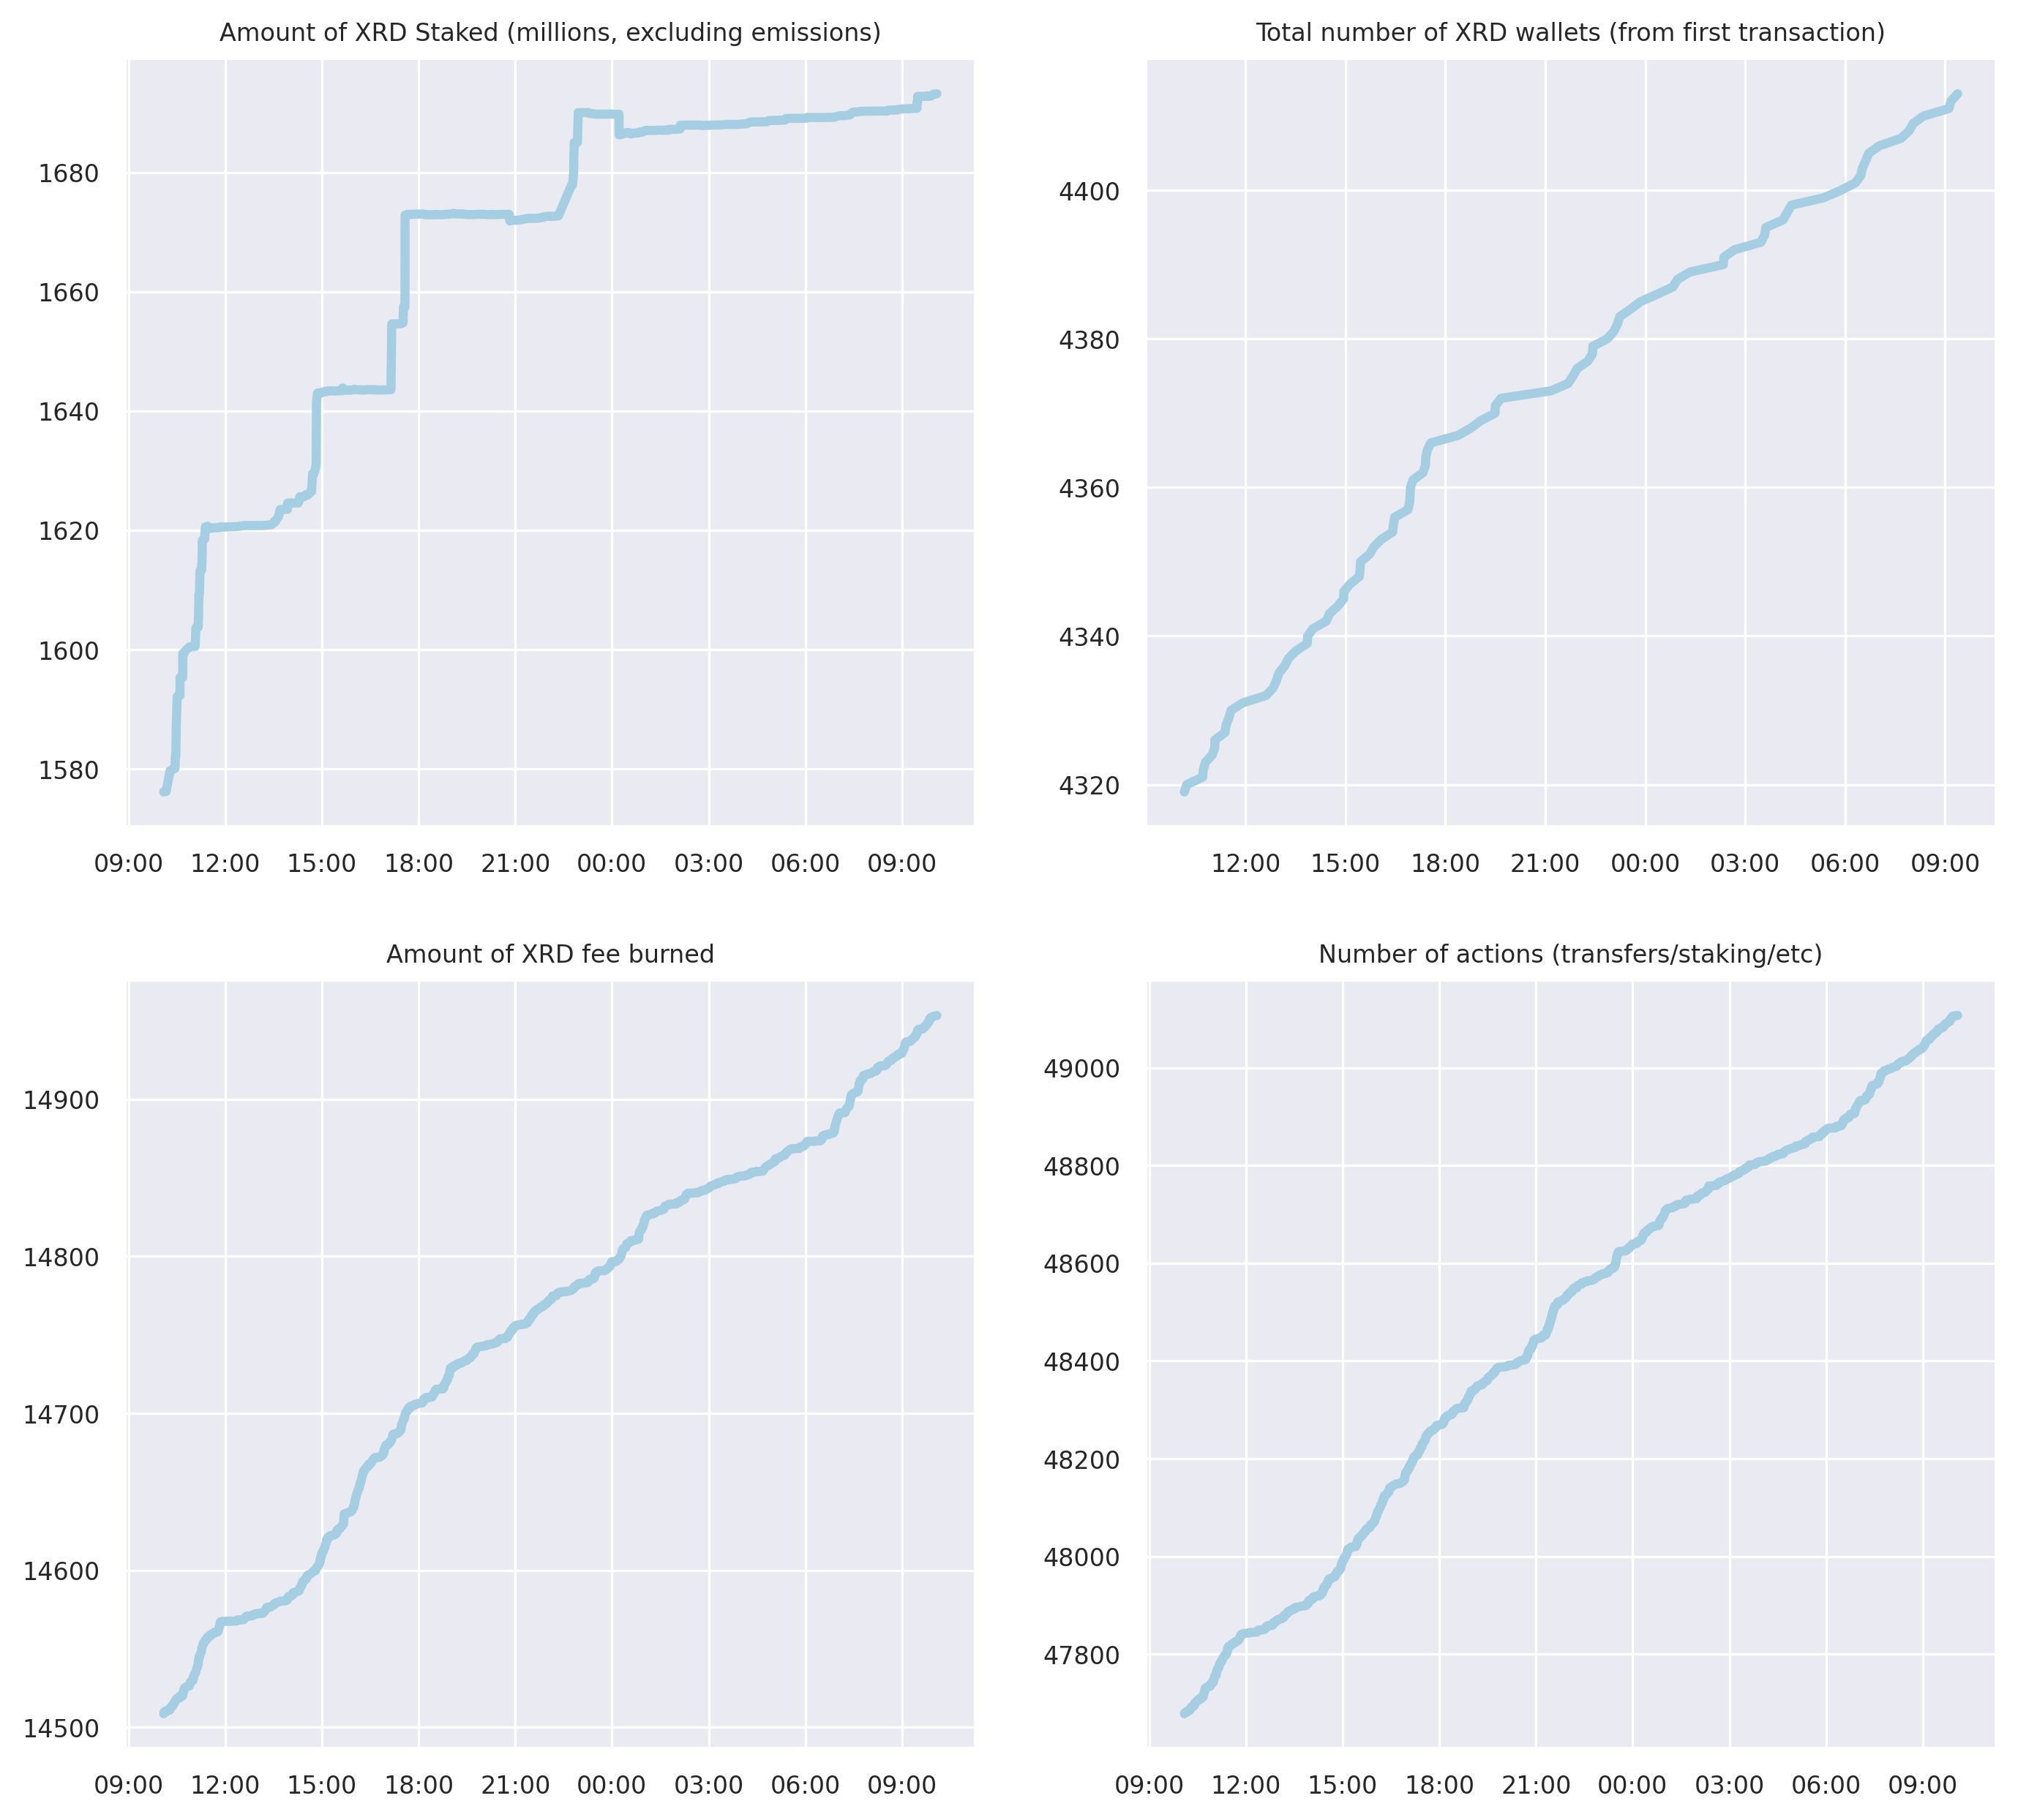 Amount of XRD Staked (millions, excluding emissions)
1680
1660
1640
1620
1600
1580
09:00 12:00 15:00 18:00 21:00 00:00 03:00 06:00 09:00
Total number of XRD wallets (from first transaction)
4400
4380
4360
4340
4320
12:00 15:00 18:00 21:00 00:00 03:00 06:00 09:00
Amount of XRD fee burned
14900
14800
14700
14600
14500
09:00 12:00 15:00 18:00 21:00 00:00 03:00 06:00 09:00
Number of actions (transfers/staking/etc)
49000
48800
48600
48400
48200
48000
47800
09:00 12:00 15:00 18:00 21:00 00:00 03:00 06:00 09:00